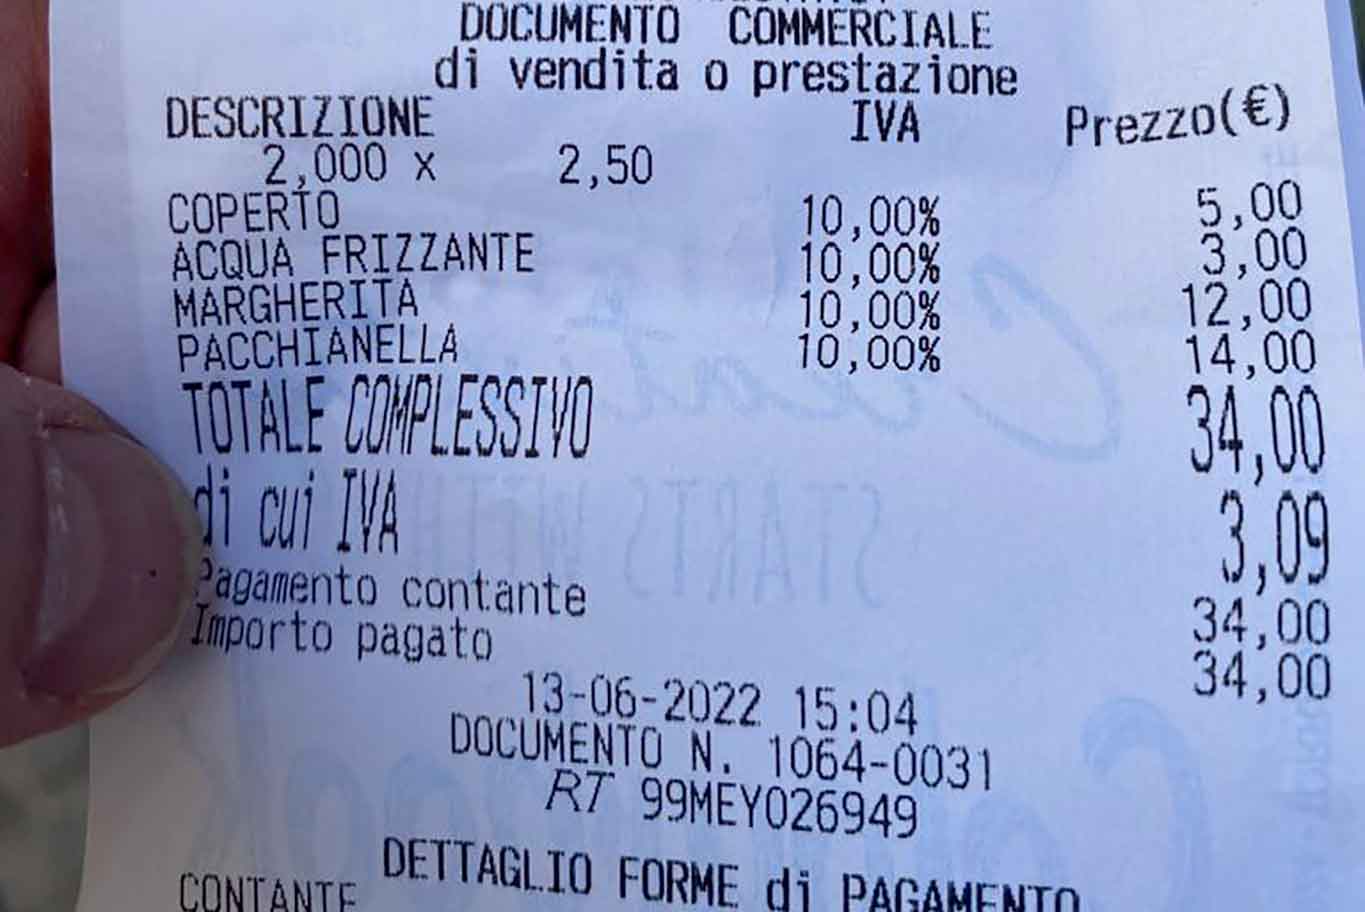 DOCUMENTO COMMERCIALE
di vendita o prestazione
DESCRIZIONE IVA Prezzo(€)
2,000 x 2,50
COPERTO 10,00% 5,00
ACQUA FRIZZANTE 10,00% 3,00
MARGHERITA 10,00% 12,00
PACCHIANELLA 10,00% 14,00
TOTALE COMPLESSIVO 34,00
di cui IVA 3,09
Pagamento contante 34,00
Importo pagato 34,00
13-06-2022 15:04
DOCUMENTO N. 1064-0031
RT 99MEY026949
DETTAGLIO FORME di PAGAMENTO
CONTANTE